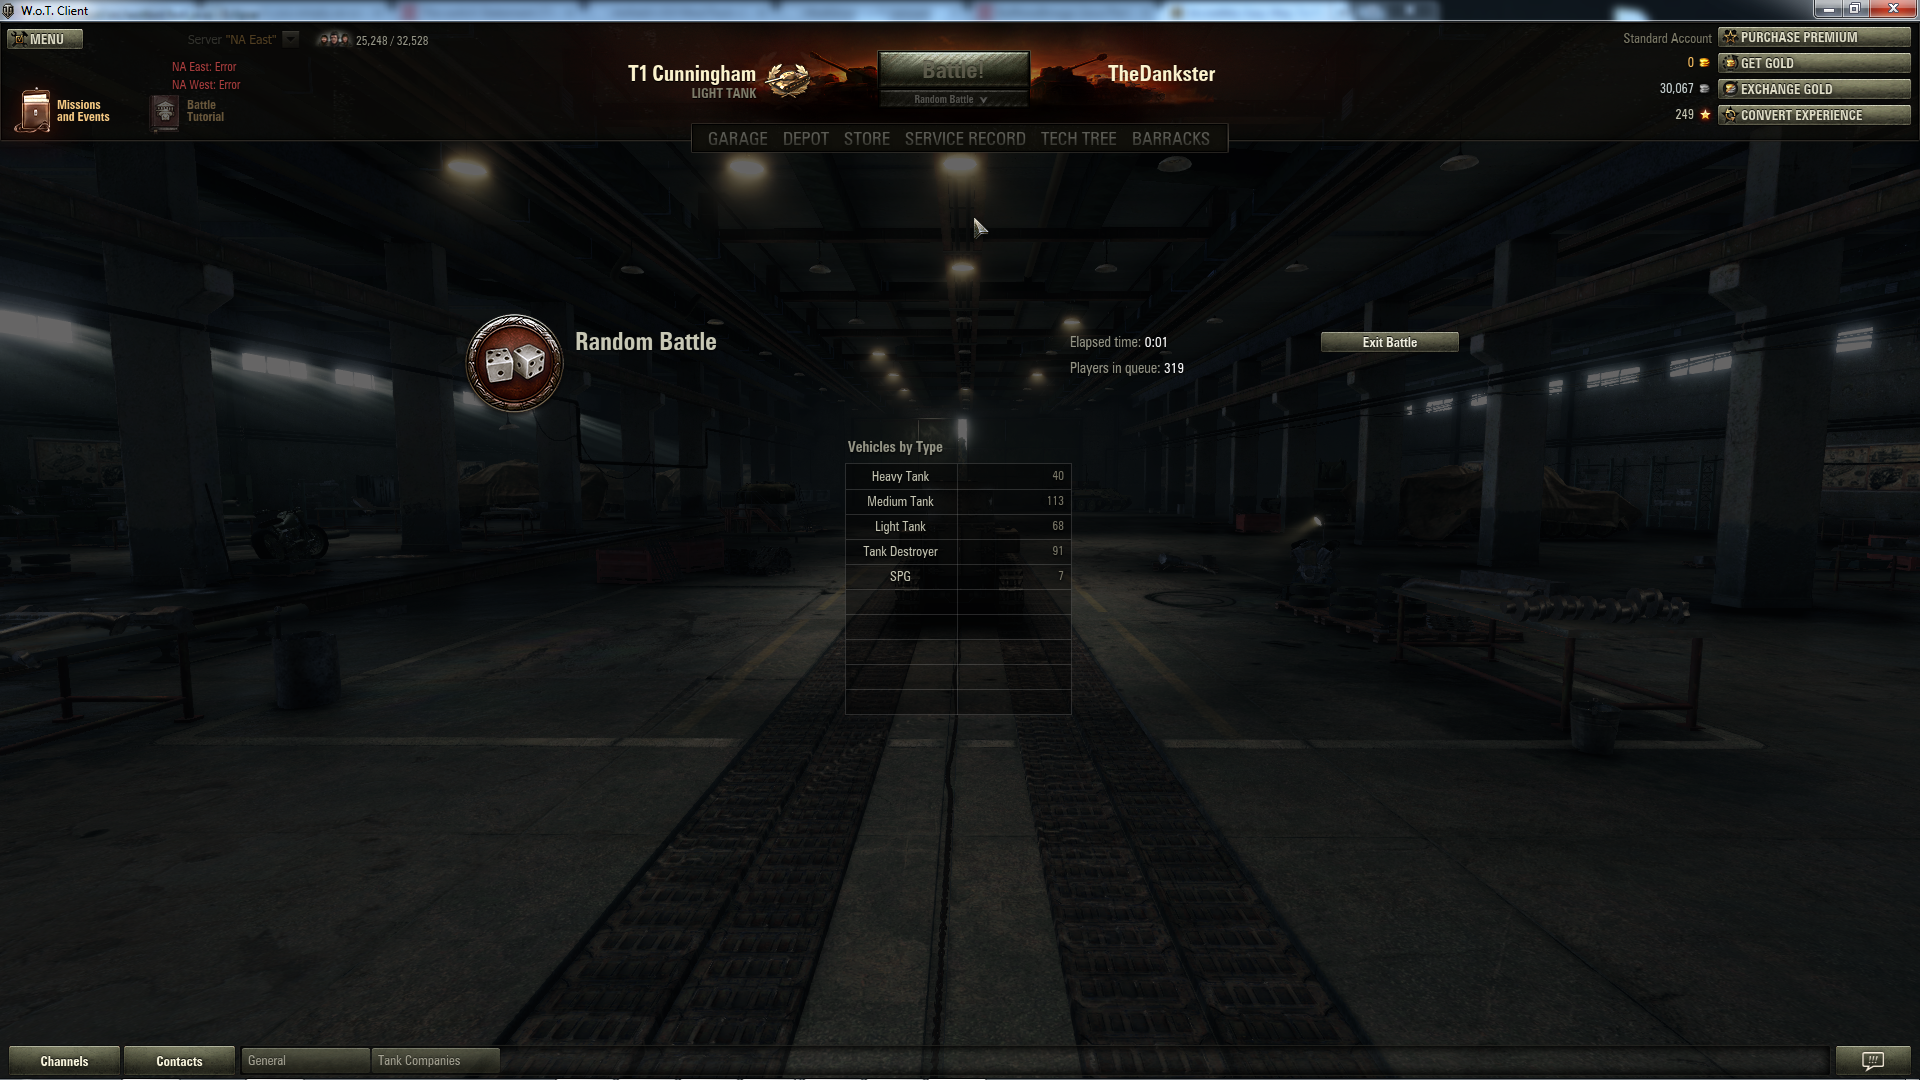 W.o.T. Client
MENU
Server "NA East"
25,248 / 32,528
NA East: Error
NA West: Error
Missions
and Events
Battle
Tutorial
T1 Cunningham
LIGHT TANK
Battle!
Random Battle
TheDankster
Standard Account
PURCHASE PREMIUM
0
GET GOLD
30,067
EXCHANGE GOLD
249
CONVERT EXPERIENCE
GARAGE DEPOT STORE SERVICE RECORD TECH TREE BARRACKS
Random Battle
Elapsed time: 0:01
Players in queue: 319
Exit Battle
Vehicles by Type
Heavy Tank 40
Medium Tank 113
Light Tank 68
Tank Destroyer 91
SPG 7
Channels
Contacts
General
Tank Companies